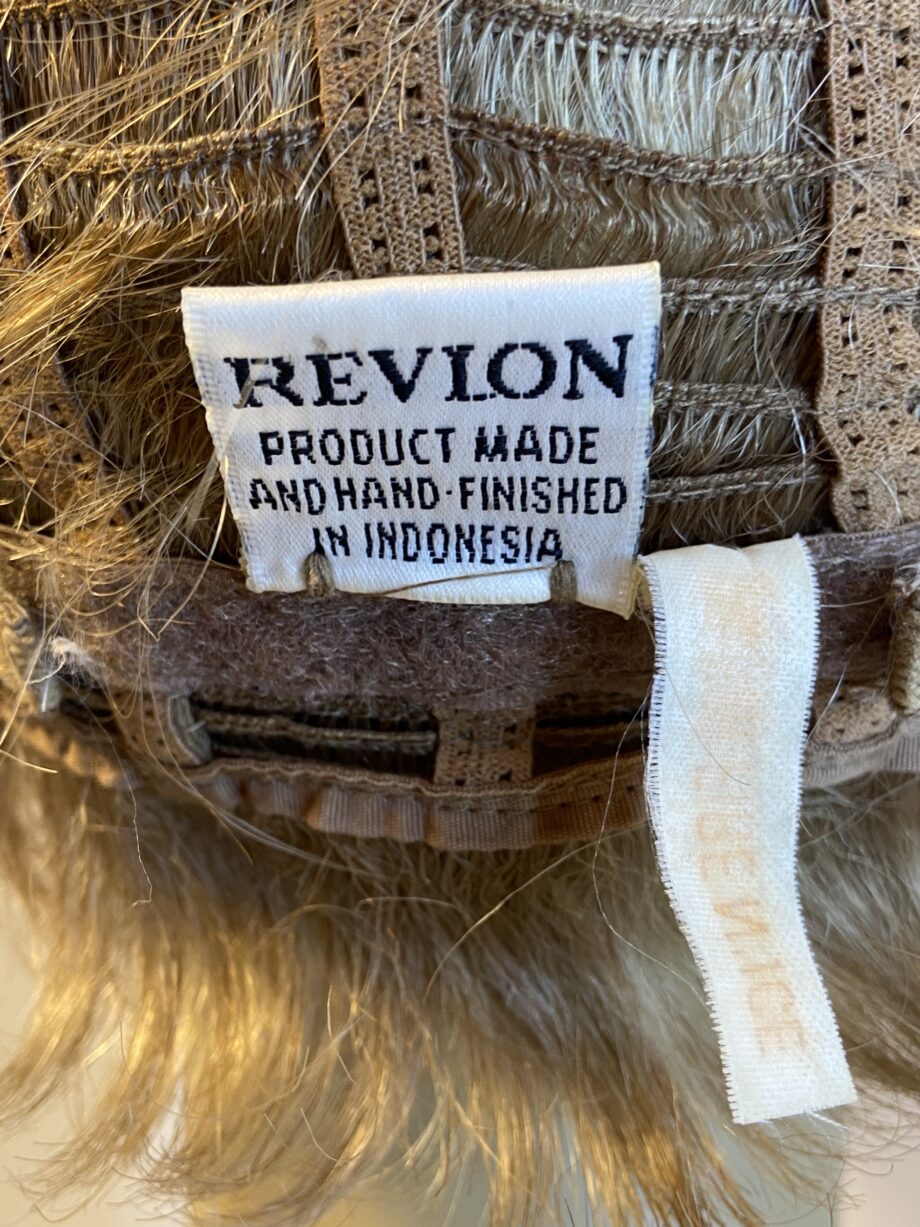 REVLON
PRODUCT MADE
AND HAND-FINISHED
IN INDONESIA